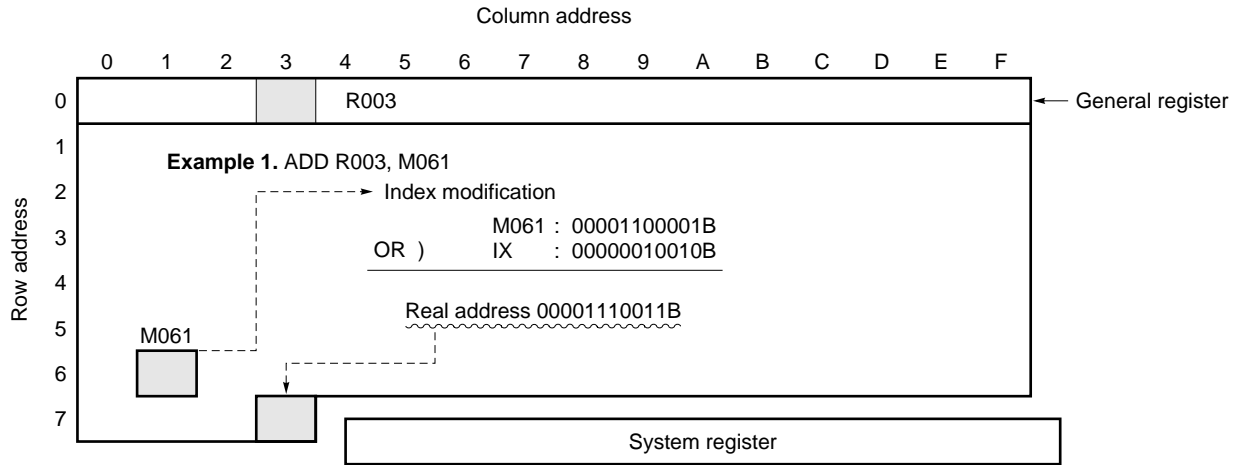 Column address
0 1 2 3 4 5 6 7 8 9 A B C D E F
0 R003 General register
1
Example 1. ADD R003, M061
2 Index modification
M061 : 00001100001B
3
OR ) IX : 00000010010B
4
Row address
Real address 00001110011B
5
M061
6
7
System register